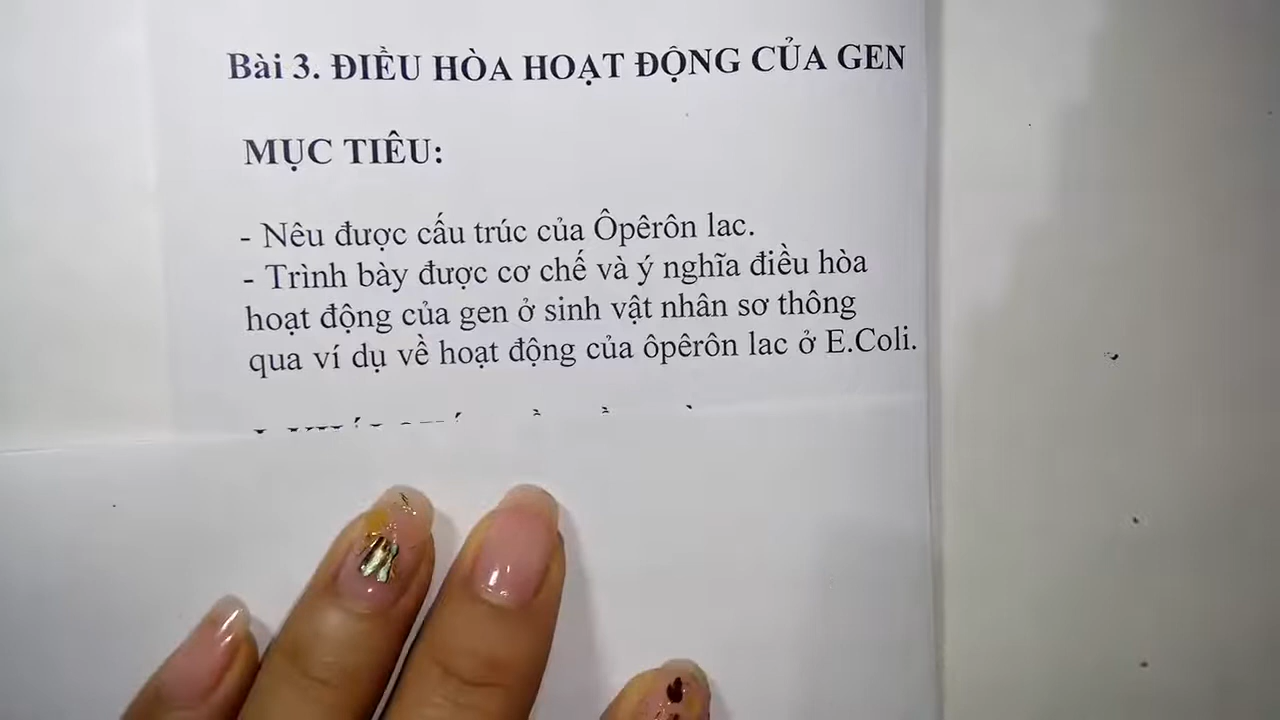 Bài 3. ĐIỀU HÒA HOẠT ĐỘNG CỦA GEN
MỤC TIÊU:
- Nêu được cấu trúc của Ôpêrôn lac.
- Trình bày được cơ chế và ý nghĩa điều hòa
hoạt động của gen ở sinh vật nhân sơ thông
qua ví dụ về hoạt động của ôpêrôn lac ở E.Coli.